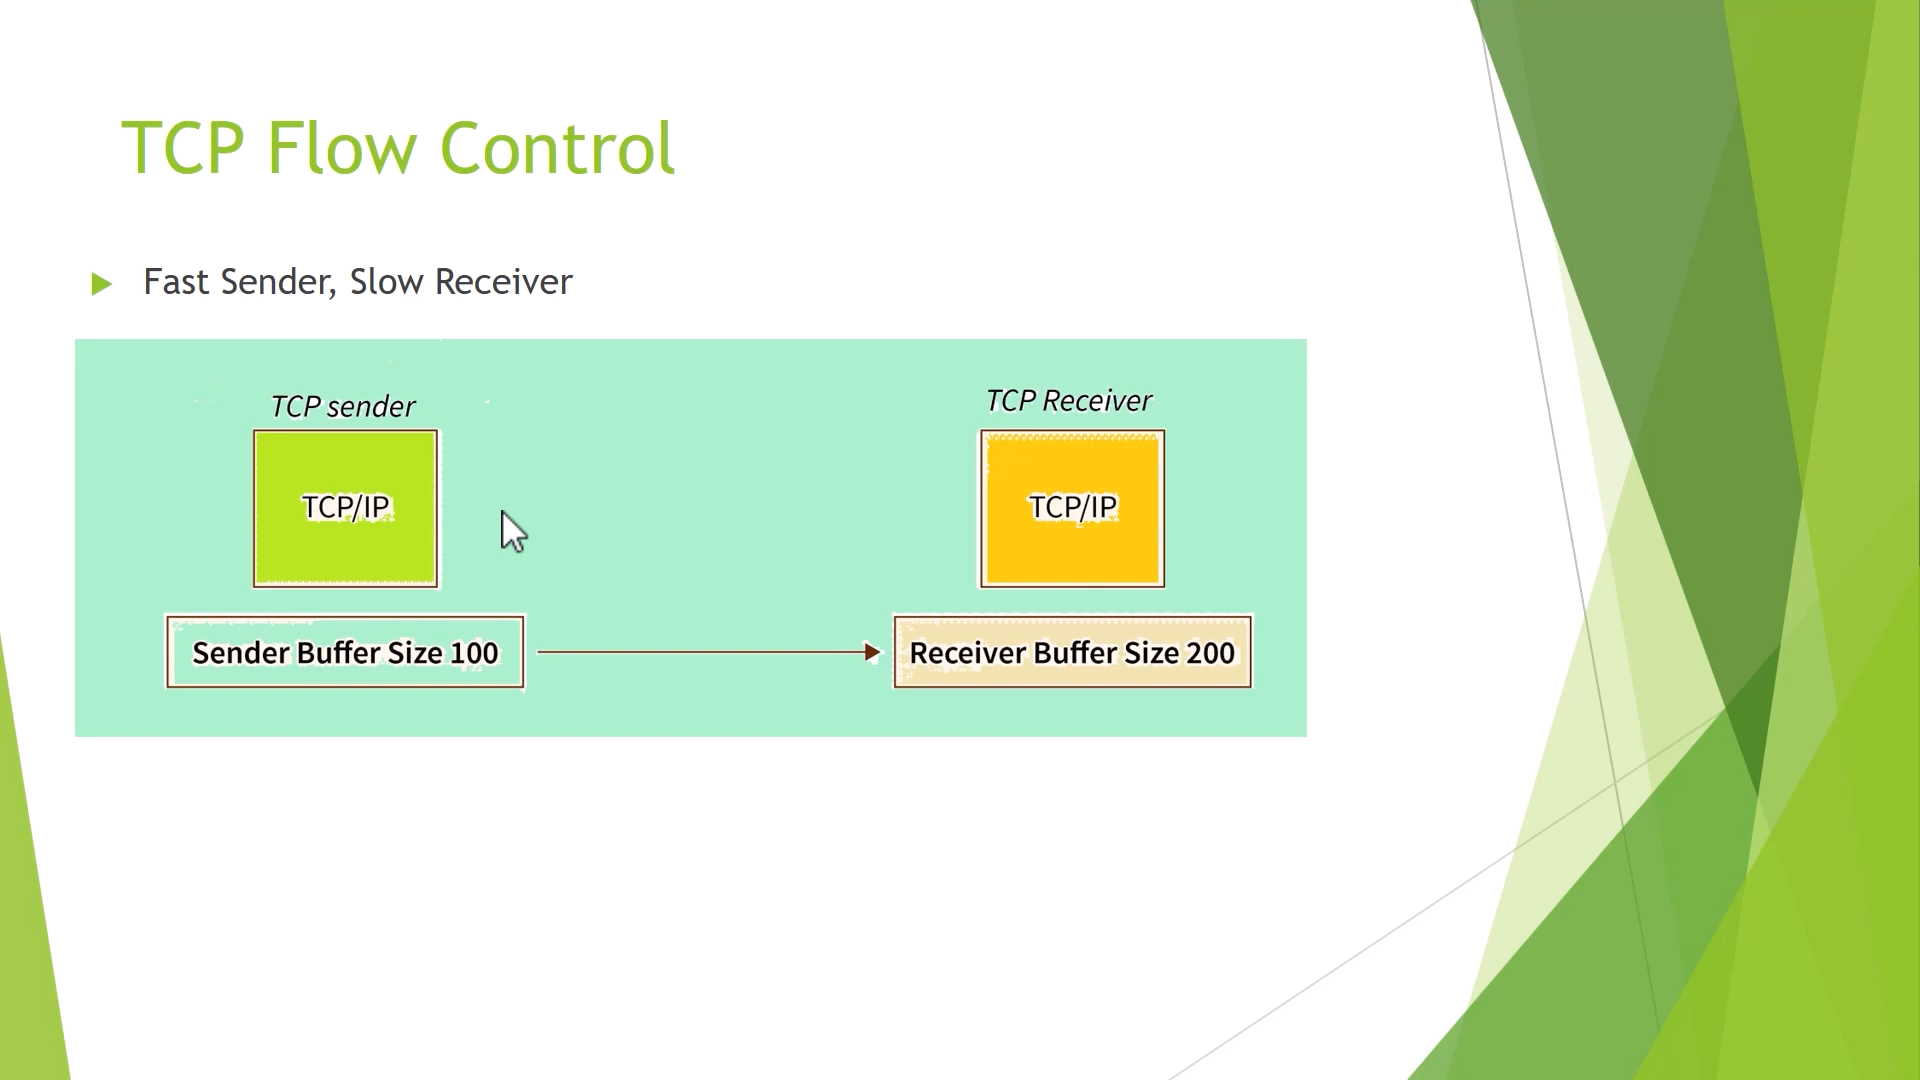 TCP Flow Control
Fast Sender, Slow Receiver
TCP sender
TCP Receiver
TCP/IP
TCP/IP
Sender Buffer Size 100
Receiver Buffer Size 200